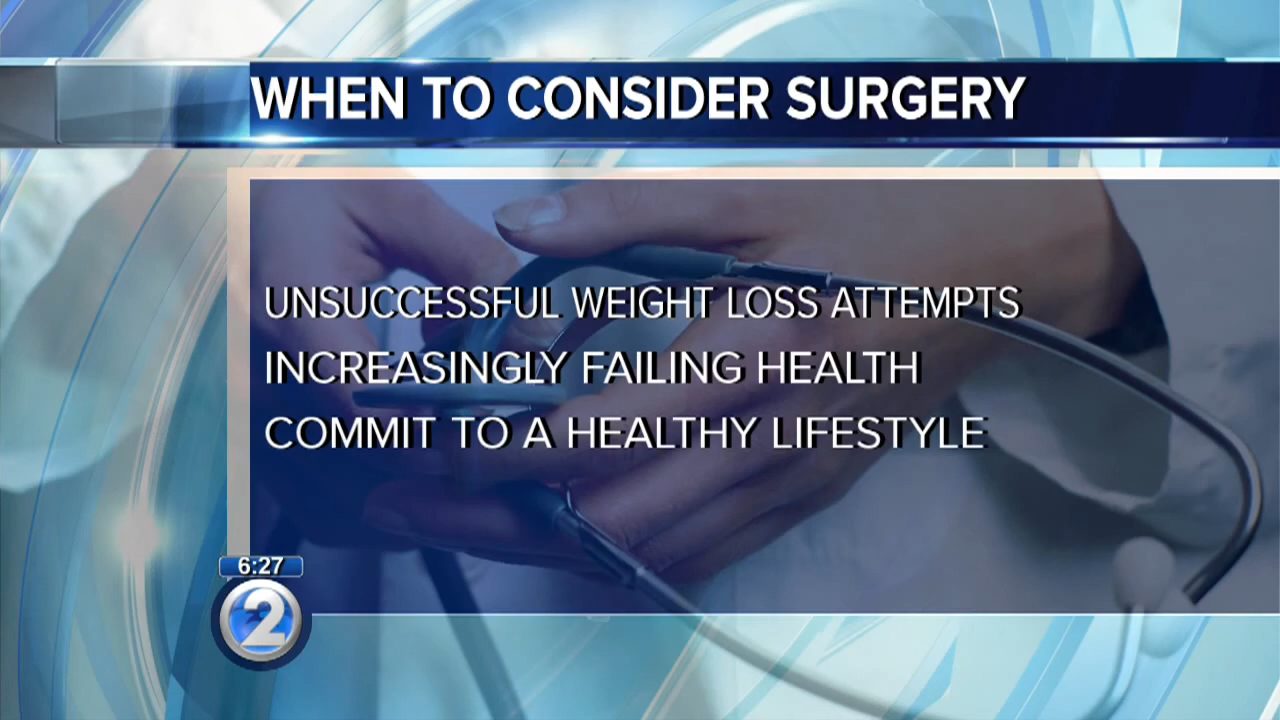 WHEN TO CONSIDER SURGERY
UNSUCCESSFUL WEIGHT LOSS ATTEMPTS
INCREASINGLY FAILING HEALTH
COMMIT TO A HEALTHY LIFESTYLE
6:27
2